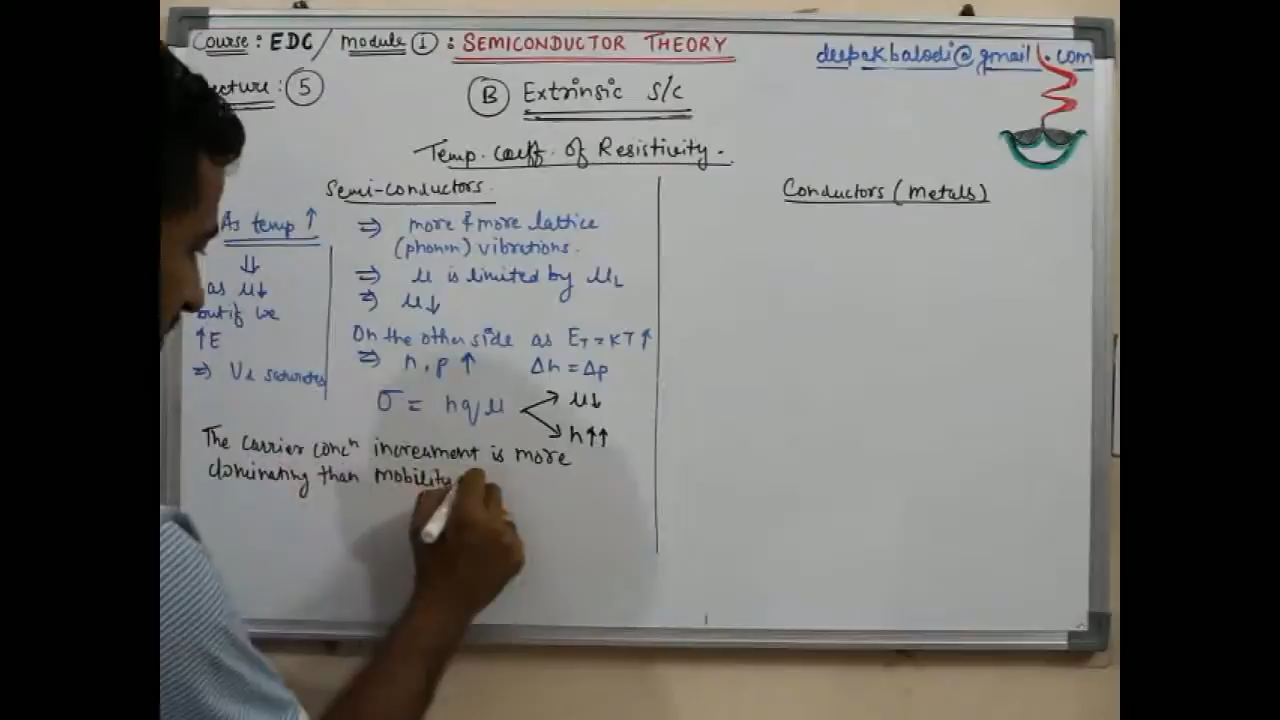 Course: EDC/ Module ① : SEMICONDUCTOR THEORY
deepakbalodi@gmail.com
cture : ⑤
Ⓑ Extrinsic S/C
Temp. Coeff. Of Resistivity.
Semi-conductors.
As temp ↑
⇓
as μ↓
but if we
↑E
⇒ Vd saturates
⇒ more & more lattice
(phonon) vibrations.
⇒ μ is limited by μL
⇒ μ↓
On the other side as ET = KT ↑
⇒ n, p ↑ Δn = Δp
σ = nqμ
μ↓
n↑↑
The carrier concn increament is more
dominating than mobility
Conductors (Metals)